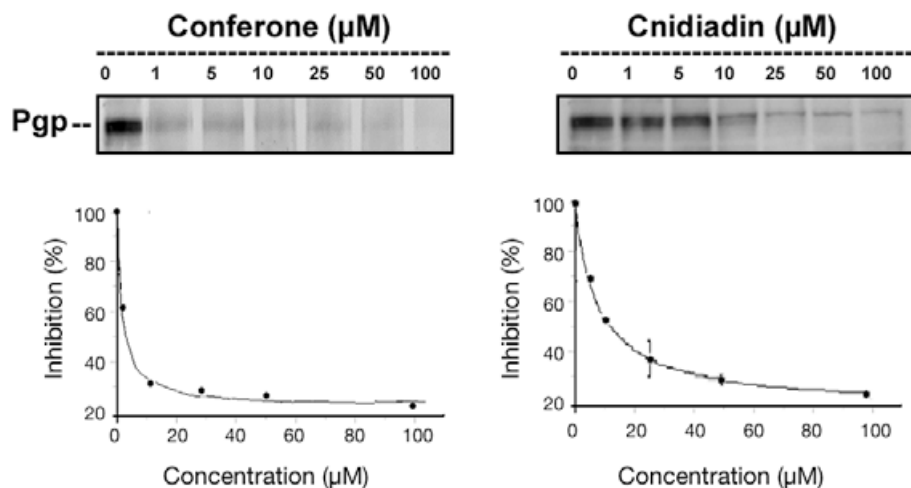 Conferone (µM)
0 1 5 10 25 50 100
Pgp--
Inhibition (%)
100
80
60
40
20
0 20 40 60 80 100
Concentration (µM)
Cnidiadin (µM)
0 1 5 10 25 50 100
Inhibition (%)
100
80
60
40
20
0 20 40 60 80 100
Concentration (µM)